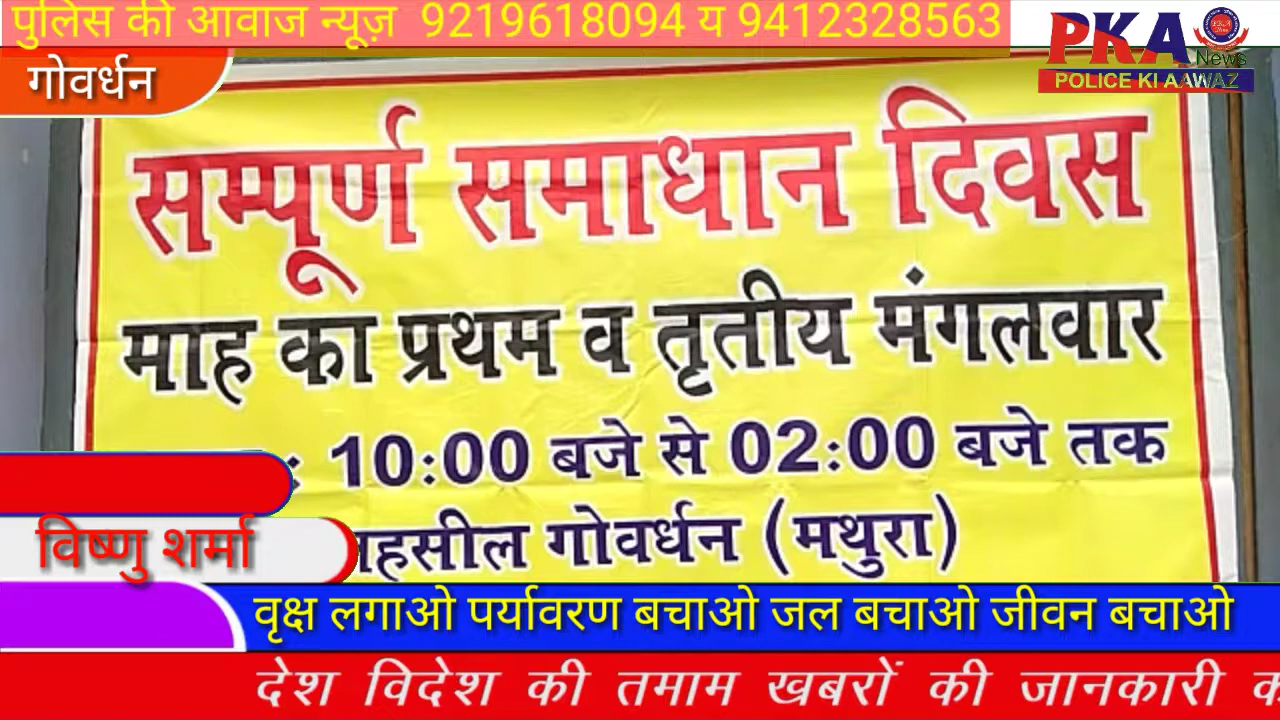 पुलिस की आवाज न्यूज़ 9219618094 य 9412328563
PKA
News
POLICE KI AAWAZ
गोवर्धन
सम्पूर्ण समाधान दिवस
माह का प्रथम व तृतीय मंगलवार
: 10:00 बजे से 02:00 बजे तक
गोवर्धन (मथुरा)
विष्णु शर्मा
वृक्ष लगाओ पर्यावरण बचाओ जल बचाओ जीवन बचाओ
देश विदेश की तमाम खबरों की जानकारी